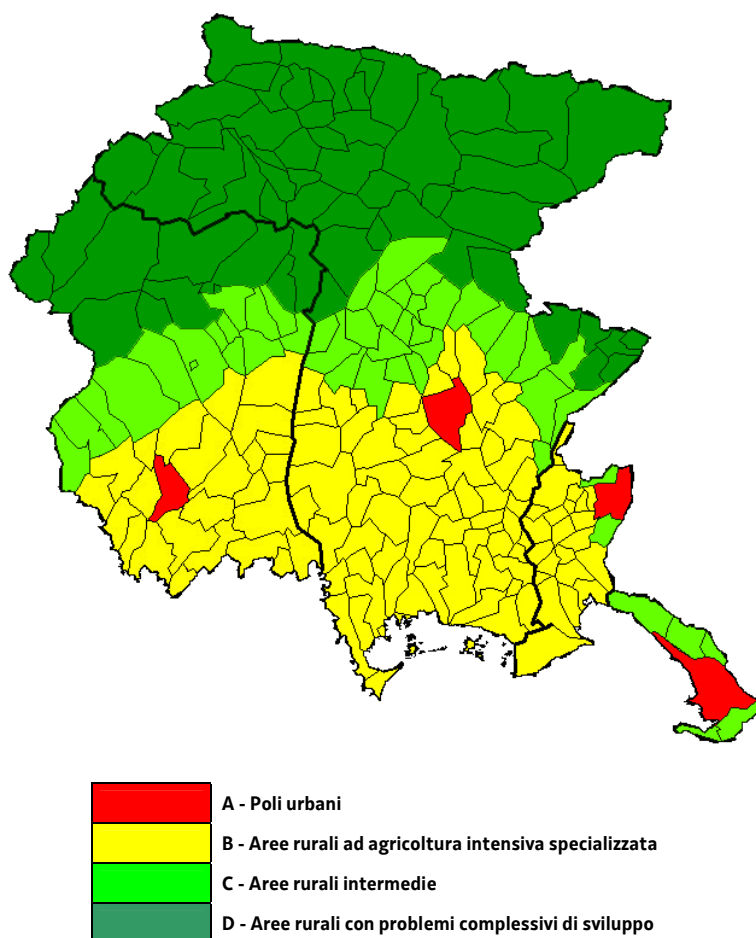 A - Poli urbani
B - Aree rurali ad agricoltura intensiva specializzata
C - Aree rurali intermedie
D - Aree rurali con problemi complessivi di sviluppo